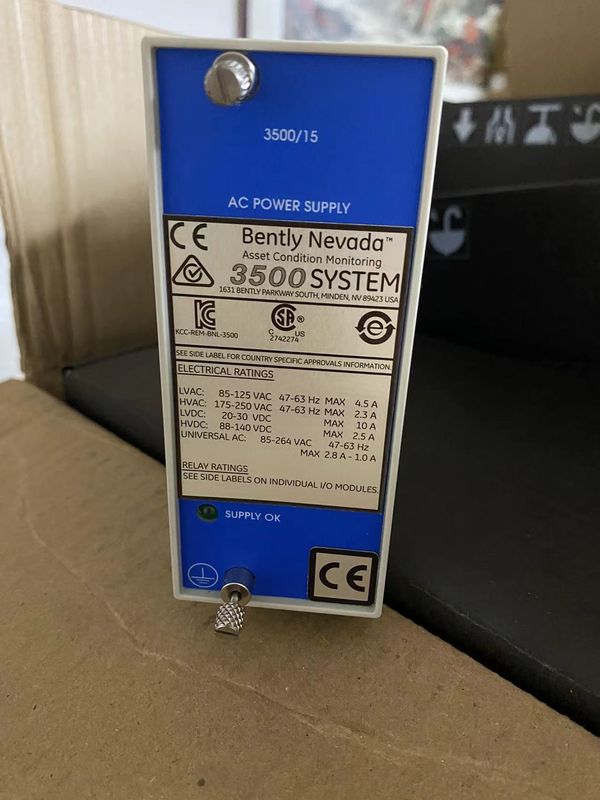 3500/15
AC POWER SUPPLY
CE
Bently Nevada™
Asset Condition Monitoring
3500 SYSTEM
1631 BENTLY PARKWAY SOUTH, MINDEN, NV 89423 USA
KCC-REM-BNL-3500
SA ®
C US
2742274
e
SEE SIDE LABEL FOR COUNTRY SPECIFIC APPROVALS INFORMATION.
ELECTRICAL RATINGS
LVAC: 85-125 VAC 47-63 Hz MAX 4.5 A
HVAC: 175-250 VAC 47-63 Hz MAX 2.3 A
LVDC: 20-30 VDC MAX 10 A
HVDC: 88-140 VDC MAX 2.5 A
UNIVERSAL AC: 85-264 VAC 47-63 Hz
MAX 2.8 A - 1.0 A
RELAY RATINGS
SEE SIDE LABELS ON INDIVIDUAL I/O MODULES.
SUPPLY OK
CE